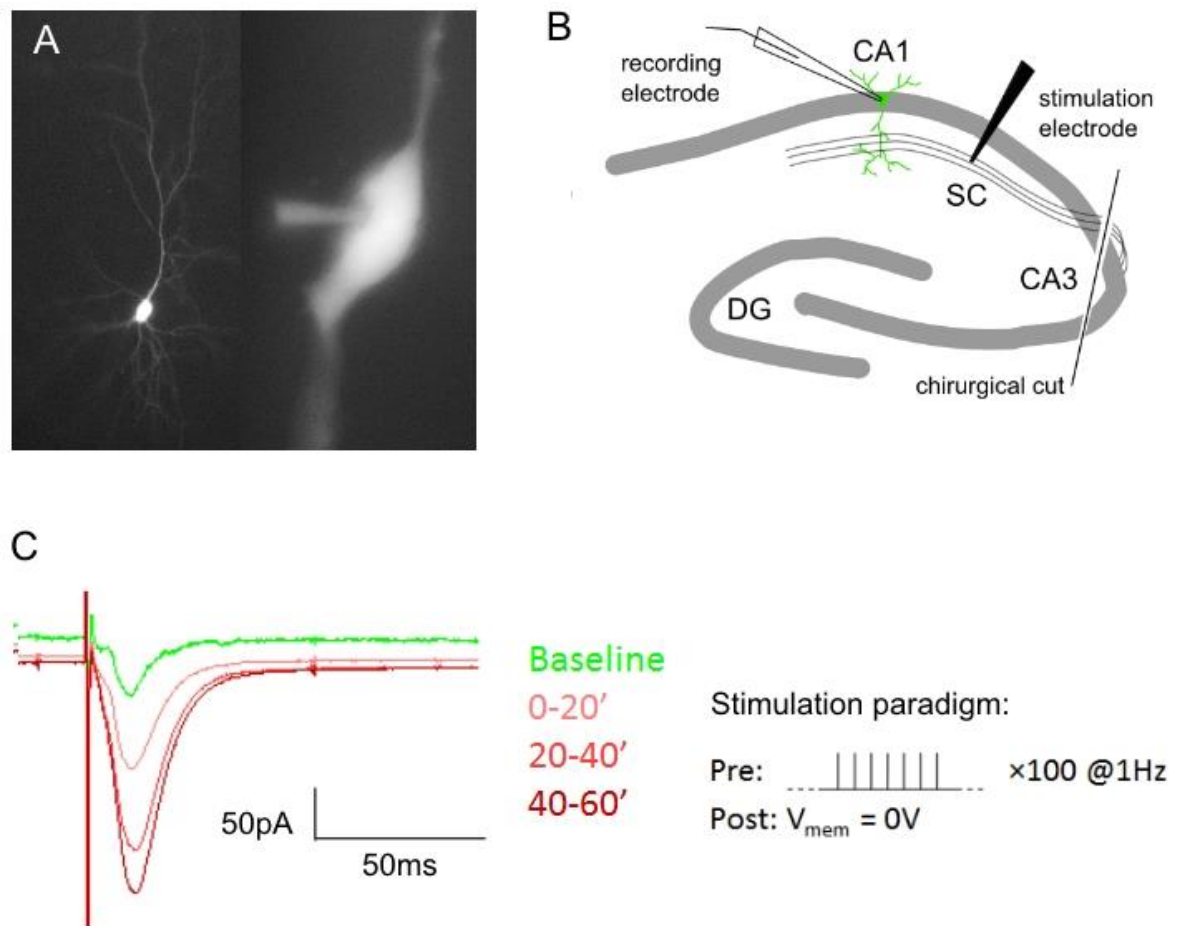 A
B
CA1
recording
electrode
stimulation
electrode
SC
CA3
DG
chirurgical cut
C
Baseline
0-20’
20-40’
40-60’
50pA
50ms
Stimulation paradigm:
Pre: ×100 @1Hz
Post: Vmem = 0V